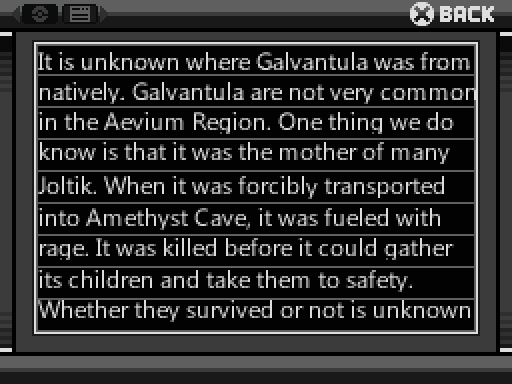 BACK
It is unknown where Galvantula was from
natively. Galvantula are not very common
in the Aevium Region. One thing we do
know is that it was the mother of many
Joltik. When it was forcibly transported
into Amethyst Cave, it was fueled with
rage. It was killed before it could gather
its children and take them to safety.
Whether they survived or not is unknown